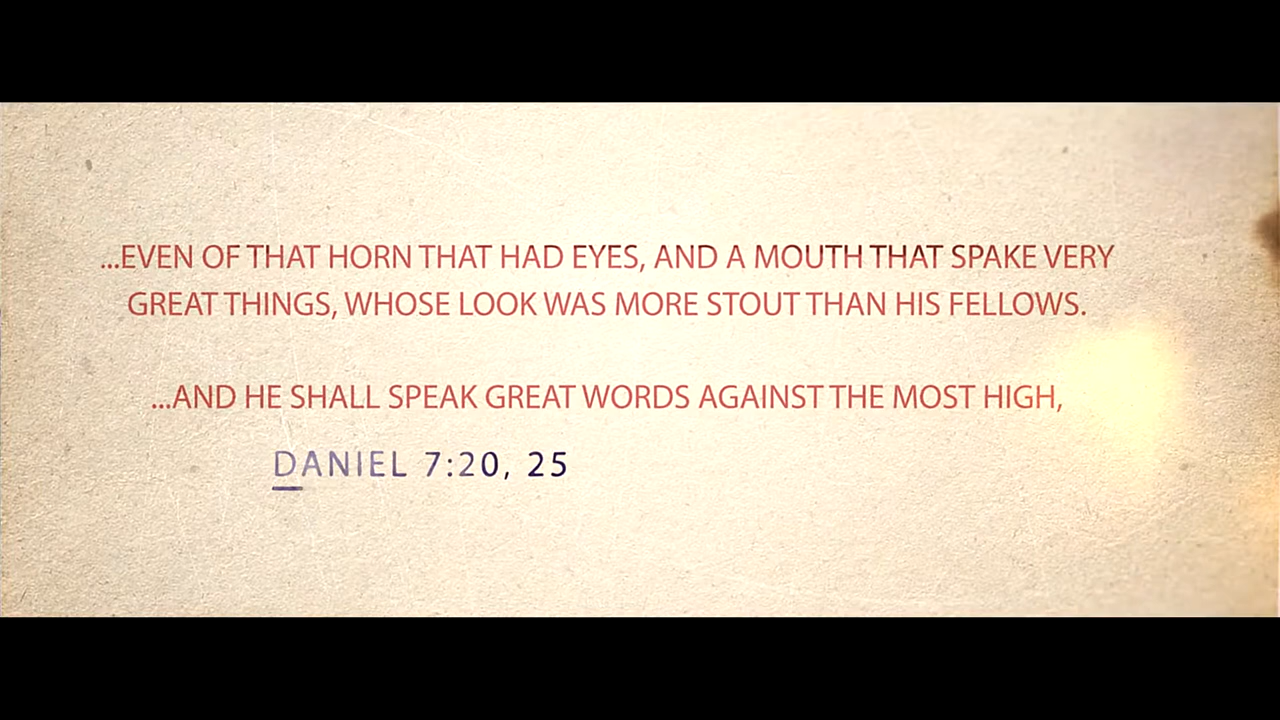 ...EVEN OF THAT HORN THAT HAD EYES, AND A MOUTH THAT SPAKE VERY
GREAT THINGS, WHOSE LOOK WAS MORE STOUT THAN HIS FELLOWS.
...AND HE SHALL SPEAK GREAT WORDS AGAINST THE MOST HIGH,
DANIEL 7:20, 25